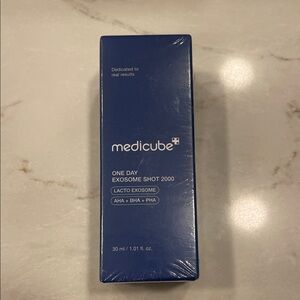 Dedicated to
real results
medicube
ONE DAY
EXOSOME SHOT 2000
LACTO EXOSOME
AHA + BHA + PHA
30 ml / 1.01 fl. oz.